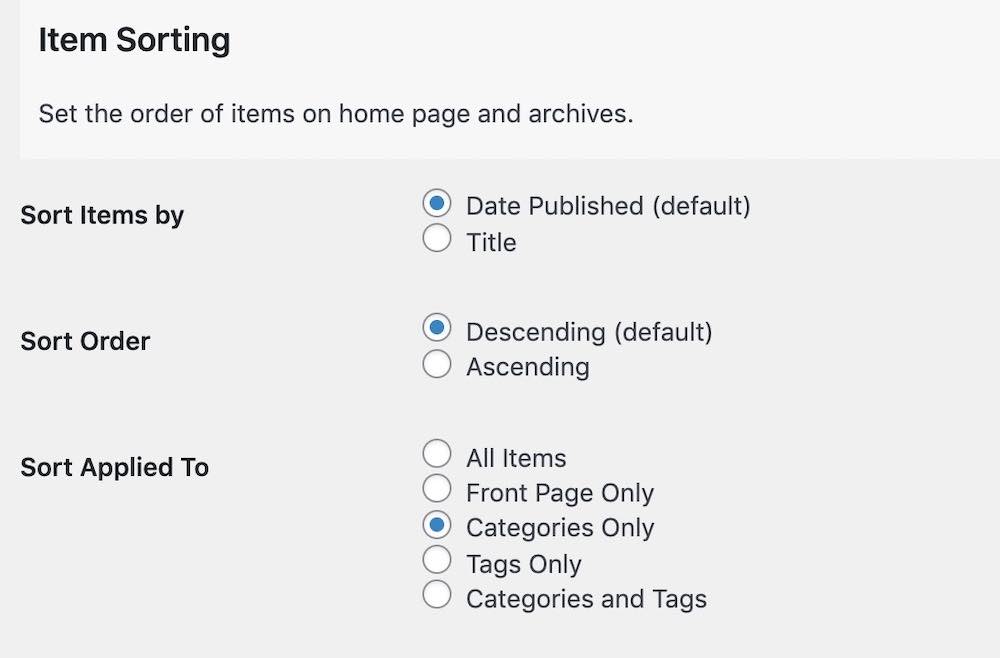 Item Sorting
Set the order of items on home page and archives.
Sort Items by
Date Published (default)
Title
Sort Order
Descending (default)
Ascending
Sort Applied To
All Items
Front Page Only
Categories Only
Tags Only
Categories and Tags